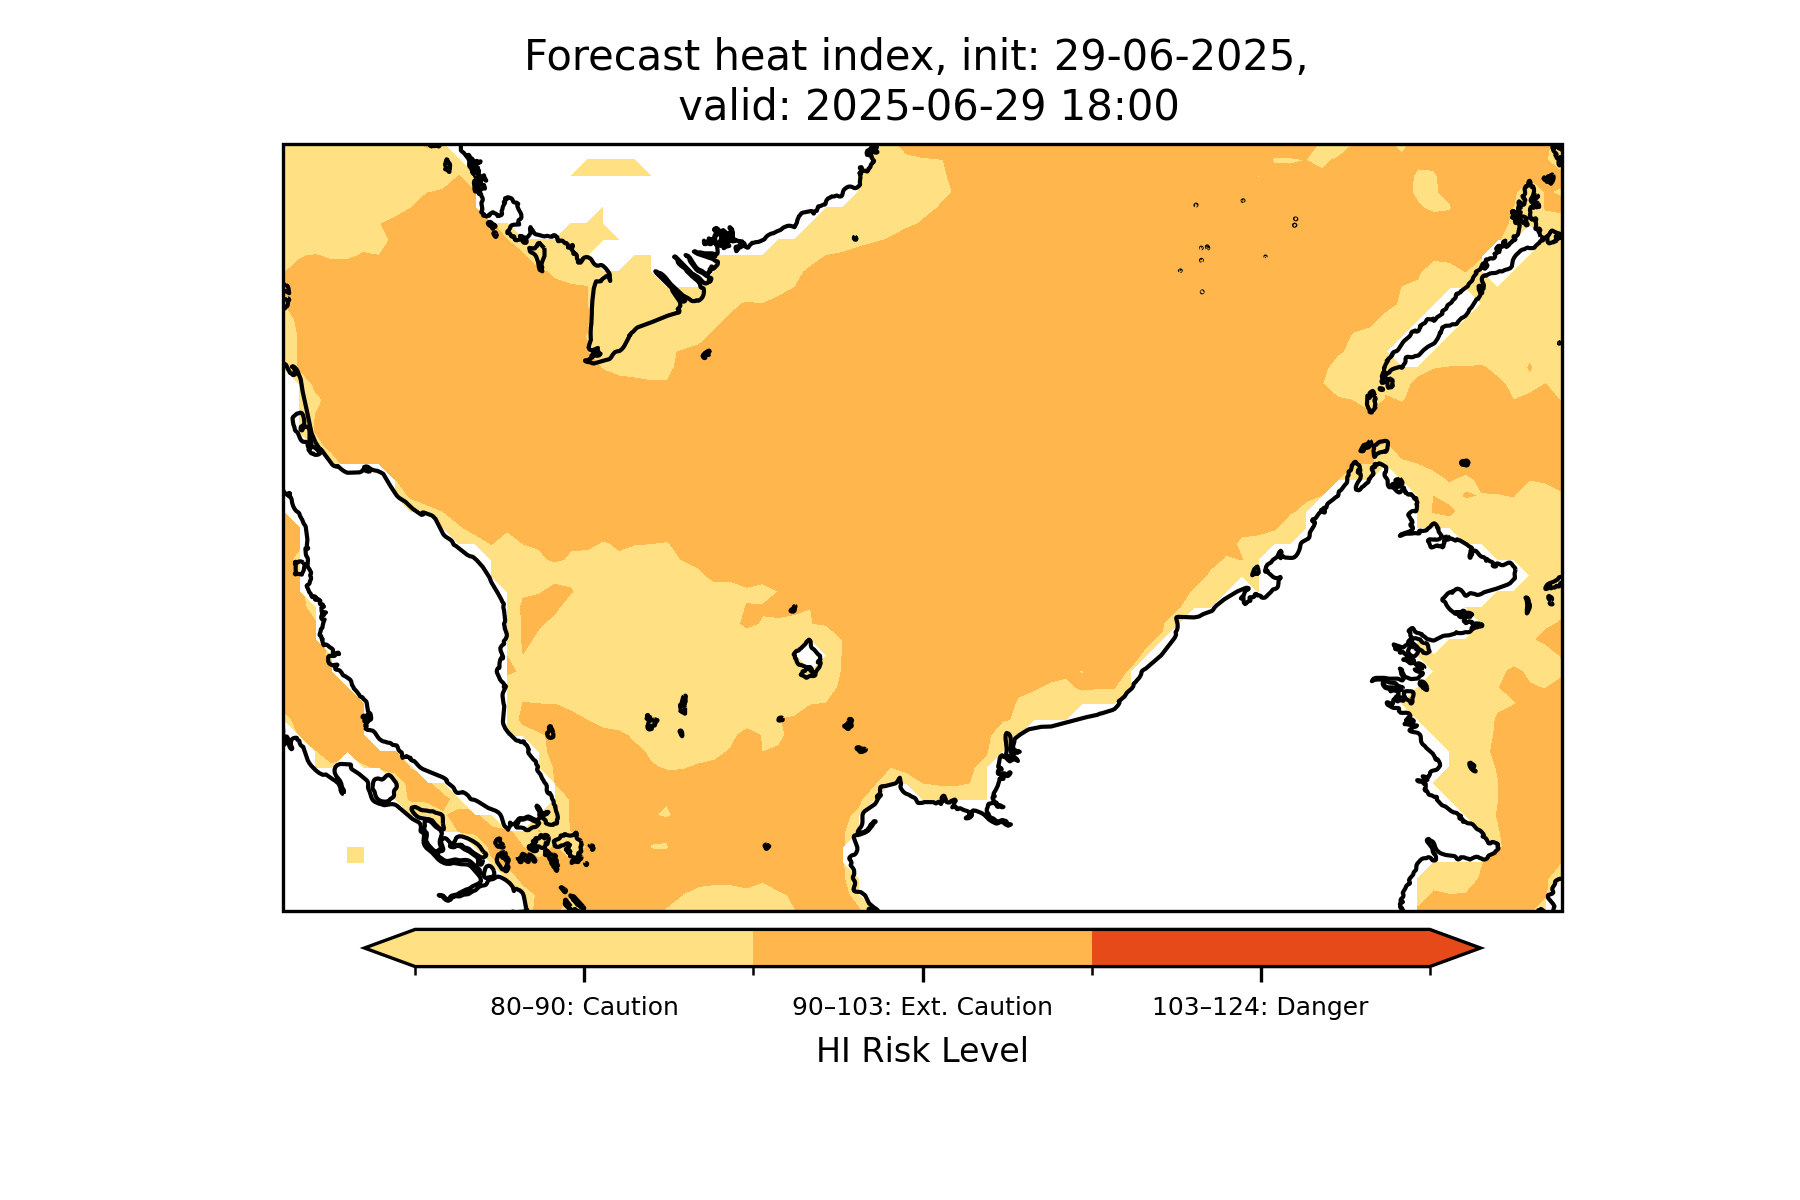 Forecast heat index, init: 29-06-2025,
valid: 2025-06-29 18:00
80–90: Caution
90–103: Ext. Caution
103–124: Danger
HI Risk Level